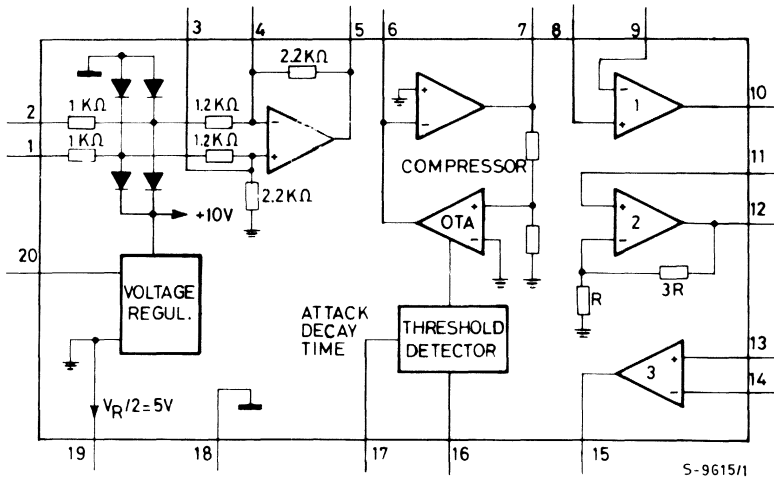 3 4 5 6 7 8 9
2.2KΩ
2 1KΩ 1.2KΩ − + − − 1 + 10
1 1KΩ 1.2KΩ +
COMPRESSOR 11
2.2KΩ
+ OTA − + 2 − 12
+10V
20
VOLTAGE
REGUL.
R 3R
ATTACK
DECAY
TIME
THRESHOLD
DETECTOR
13
+ 3 −
14
VR/2=5V
19 18 17 16 15
S-9615/1